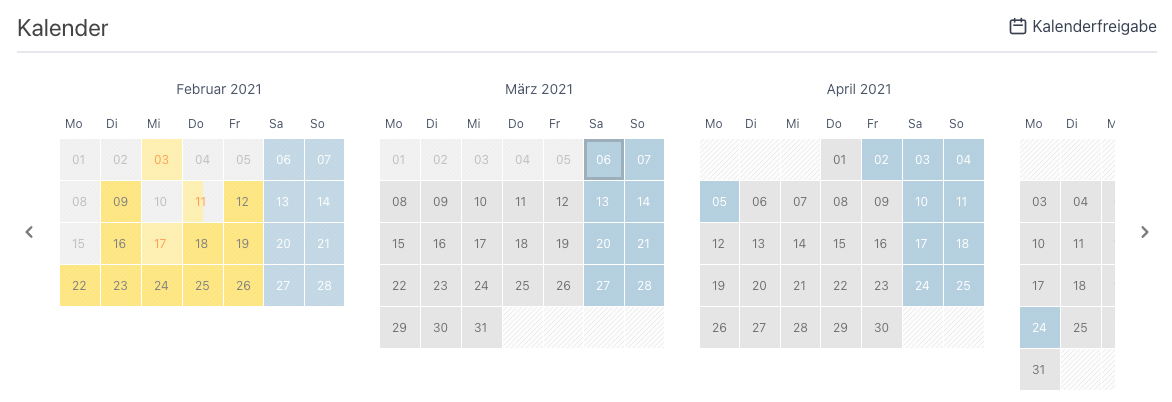 Kalender
Kalenderfreigabe
Februar 2021
Mo Di Mi Do Fr Sa So
01 02 03 04 05 06 07
08 09 10 11 12 13 14
15 16 17 18 19 20 21
22 23 24 25 26 27 28
März 2021
Mo Di Mi Do Fr Sa So
01 02 03 04 05 06 07
08 09 10 11 12 13 14
15 16 17 18 19 20 21
22 23 24 25 26 27 28
29 30 31
April 2021
Mo Di Mi Do Fr Sa So
01 02 03 04
05 06 07 08 09 10 11
12 13 14 15 16 17 18
19 20 21 22 23 24 25
26 27 28 29 30
Mo Di
03 04
10 11
17 18
24 25
31